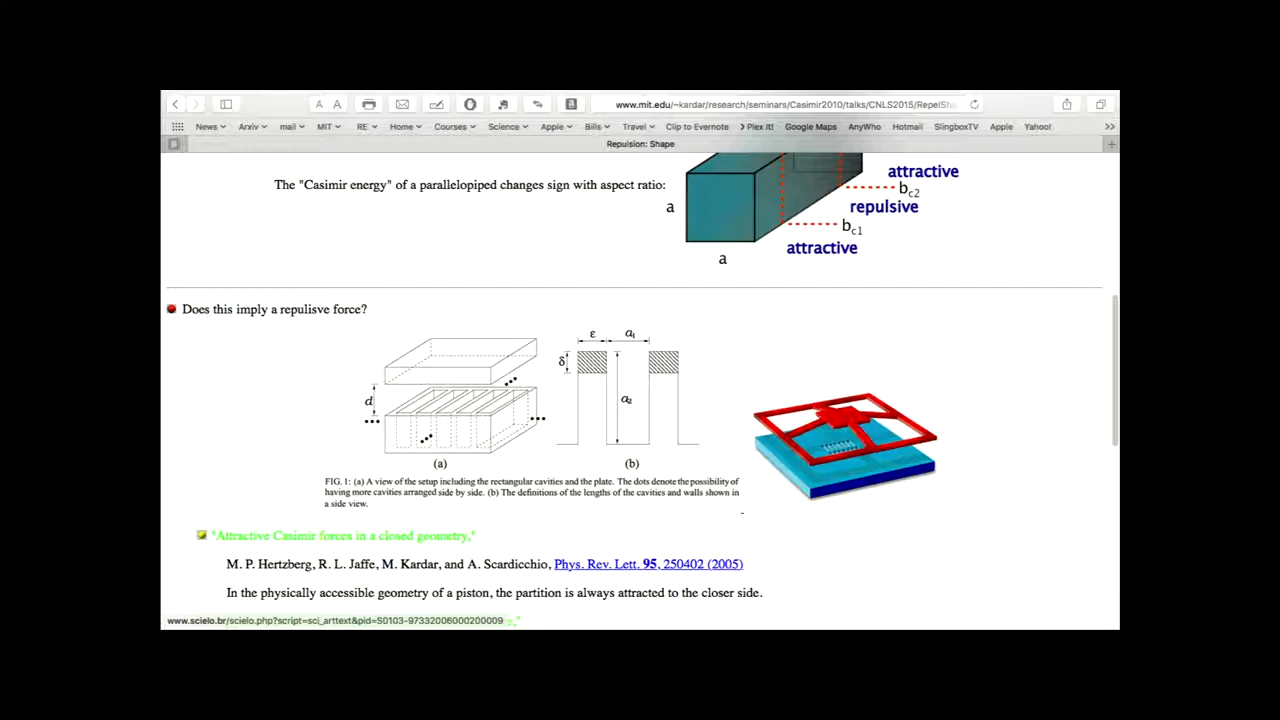 A A www.mit.edu/~kardar/research/seminars/Casimir2010/talks/CNLS2015/RepelSha
News Arxiv mail MIT RE Home Courses Science Apple Bills Travel Clip to Evernote > Plex It! Google Maps AnyWho Hotmail SlingboxTV Apple Yahoo! >>
B Repulsion: Shape +
The "Casimir energy" of a parallelopiped changes sign with aspect ratio:
attractive
bc2
a
repulsive
bc1
attractive
a
Does this imply a repulisve force?
ε a1
δ
d
a2
(a) (b)
FIG. 1: (a) A view of the setup including the rectangular cavities and the plate. The dots denote the possibility of
having more cavities arranged side by side. (b) The definitions of the lengths of the cavities and walls shown in
a side view.
"Attractive Casimir forces in a closed geometry,"
M. P. Hertzberg, R. L. Jaffe, M. Kardar, and A. Scardicchio, Phys. Rev. Lett. 95, 250402 (2005)
In the physically accessible geometry of a piston, the partition is always attracted to the closer side.
www.scielo.br/scielo.php?script=sci_arttext&pid=S0103-97332006000200009